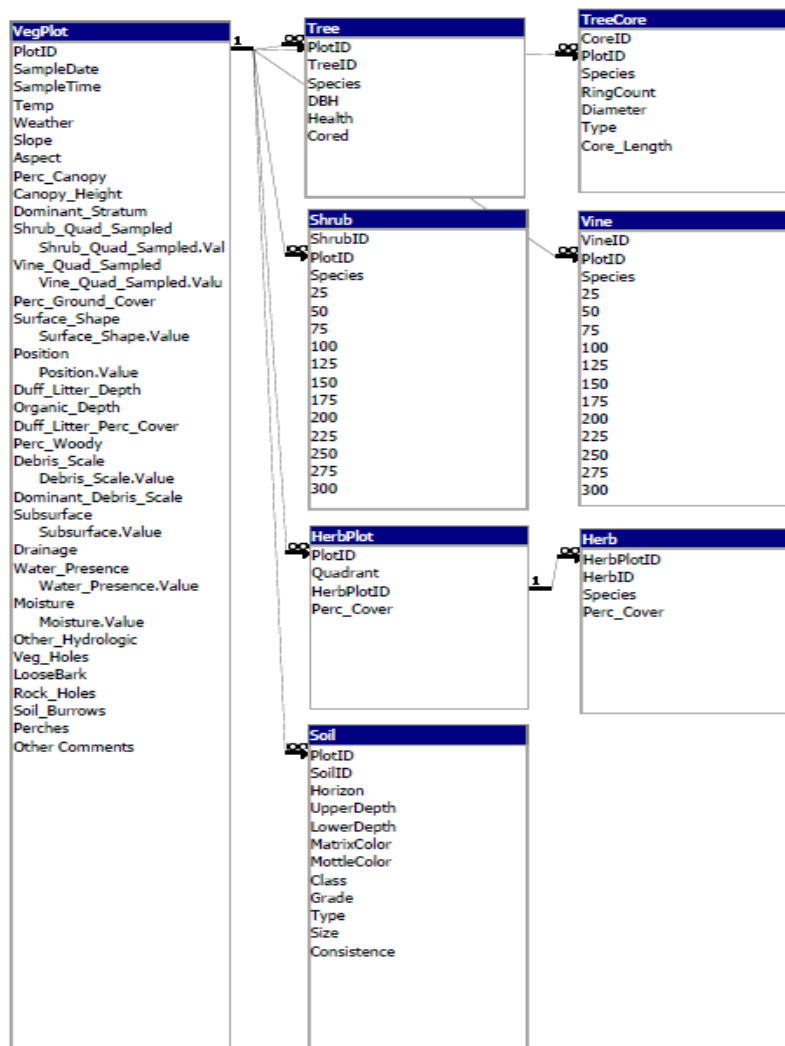 VegPlot
PlotID
SampleDate
SampleTime
Temp
Weather
Slope
Aspect
Perc_Canopy
Canopy_Height
Dominant_Stratum
Shrub_Quad_Sampled
Shrub_Quad_Sampled.Val
Vine_Quad_Sampled
Vine_Quad_Sampled.Valu
Perc_Ground_Cover
Surface_Shape
Surface_Shape.Value
Position
Position.Value
Duff_Litter_Depth
Organic_Depth
Duff_Litter_Perc_Cover
Perc_Woody
Debris_Scale
Debris_Scale.Value
Dominant_Debris_Scale
Subsurface
Subsurface.Value
Drainage
Water_Presence
Water_Presence.Value
Moisture
Moisture.Value
Other_Hydrologic
Veg_Holes
LooseBark
Rock_Holes
Soil_Burrows
Perches
Other Comments
1
∞
Tree
PlotID
TreeID
Species
DBH
Health
Cored
∞
TreeCore
CoreID
PlotID
Species
RingCount
Diameter
Type
Core_Length
∞
Shrub
ShrubID
PlotID
Species
25
50
75
100
125
150
175
200
225
250
275
300
∞
Vine
VineID
PlotID
Species
25
50
75
100
125
150
175
200
225
250
275
300
∞
HerbPlot
PlotID
Quadrant
HerbPlotID
Perc_Cover
1
∞
Herb
HerbPlotID
HerbID
Species
Perc_Cover
∞
Soil
PlotID
SoilID
Horizon
UpperDepth
LowerDepth
MatrixColor
MottleColor
Class
Grade
Type
Size
Consistence